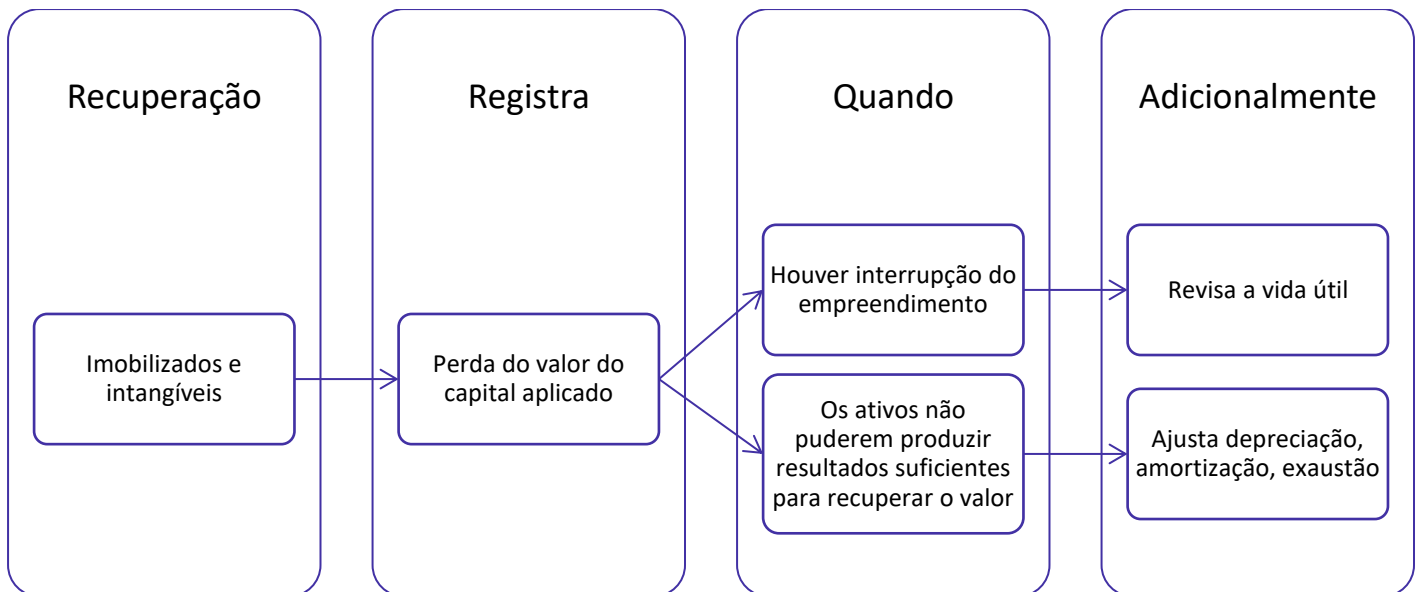 Recuperação
Registra
Quando
Adicionalmente
Imobilizados e
intangíveis
Perda do valor do
capital aplicado
Houver interrupção do
empreendimento
Os ativos não
puderem produzir
resultados suficientes
para recuperar o valor
Revisa a vida útil
Ajusta depreciação,
amortização, exaustão